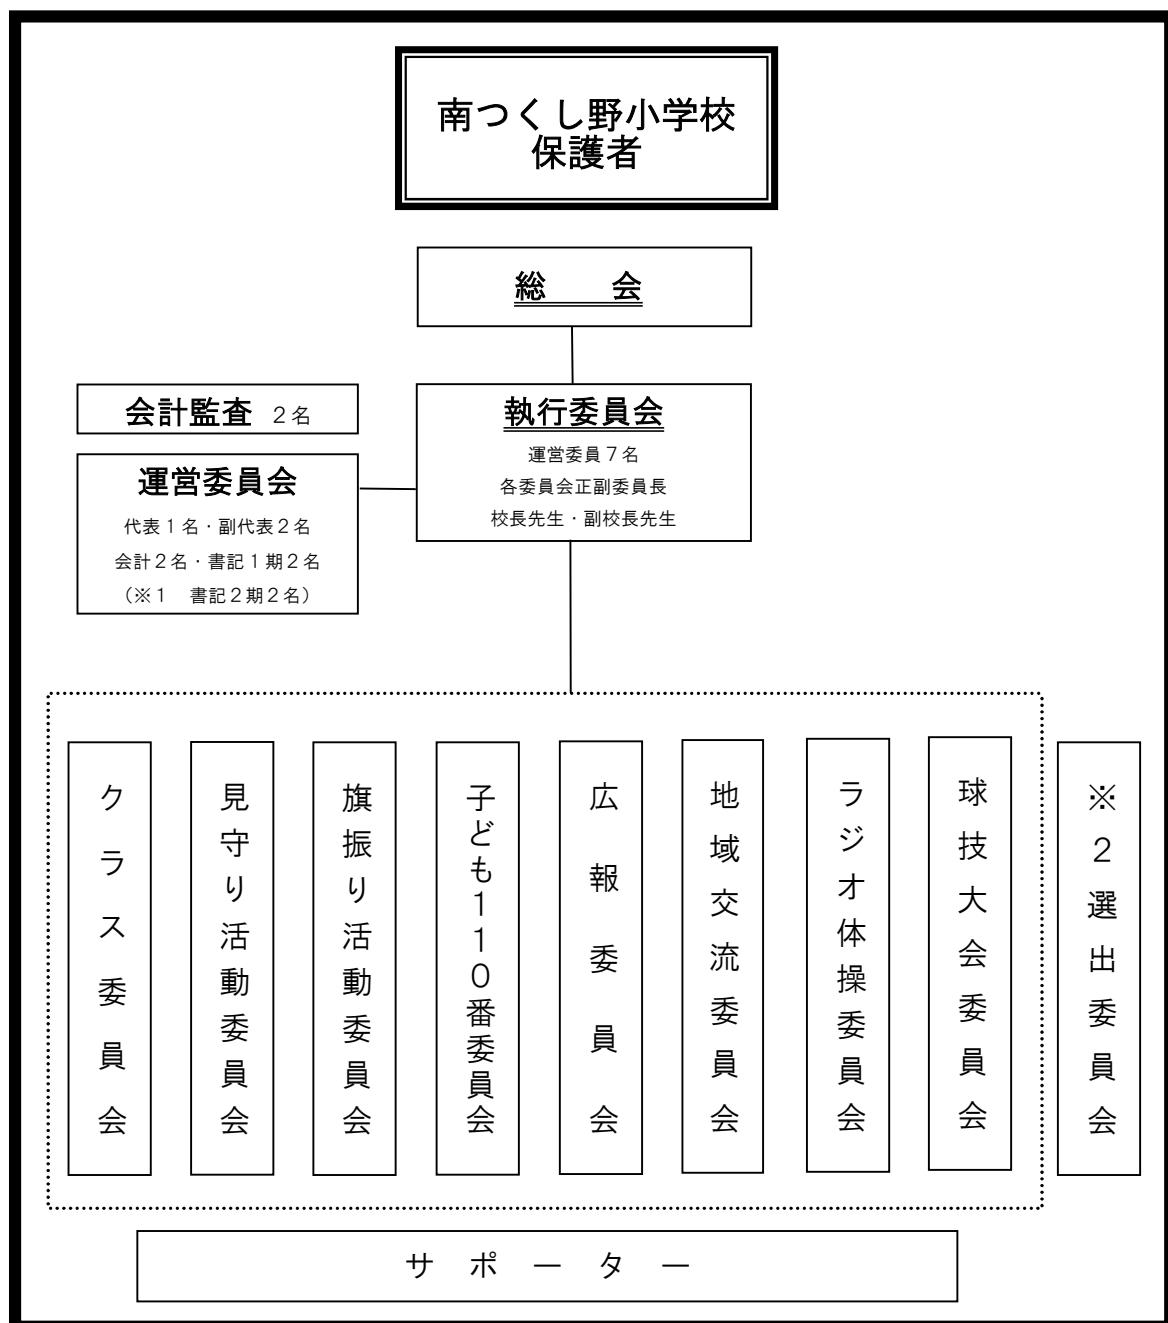 南つくし野小学校
保護者
総　　会
会計監査 ２名
執行委員会
運営委員７名
各委員会正副委員長
校長先生・副校長先生
運営委員会
代表１名・副代表２名
会計２名・書記１期２名
（※１　書記２期２名）
クラス委員会
見守り活動委員会
旗振り活動委員会
子ども１１０番委員会
広報委員会
地域交流委員会
ラジオ体操委員会
球技大会委員会
※２選出委員会
サ　ポ　ー　タ　ー